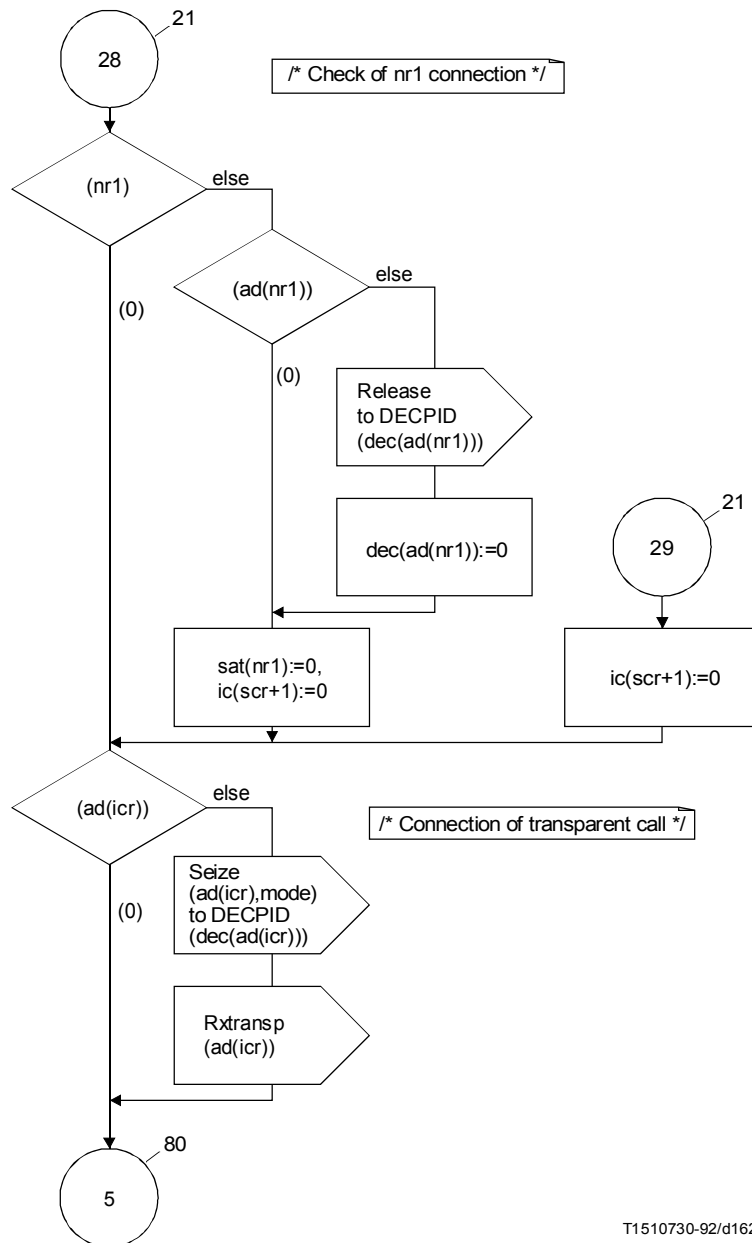 21
28
/* Check of nr1 connection */
(nr1)
else
(ad(nr1))
else
(0)
(0)
Release
to DECPID
(dec(ad(nr1)))
21
dec(ad(nr1)):=0
29
sat(nr1):=0,
ic(scr+1):=0
ic(scr+1):=0
(ad(icr))
else
/* Connection of transparent call */
(0)
Seize
(ad(icr),mode)
to DECPID
(dec(ad(icr)))
Rxtransp
(ad(icr))
80
5
T1510730-92/d162